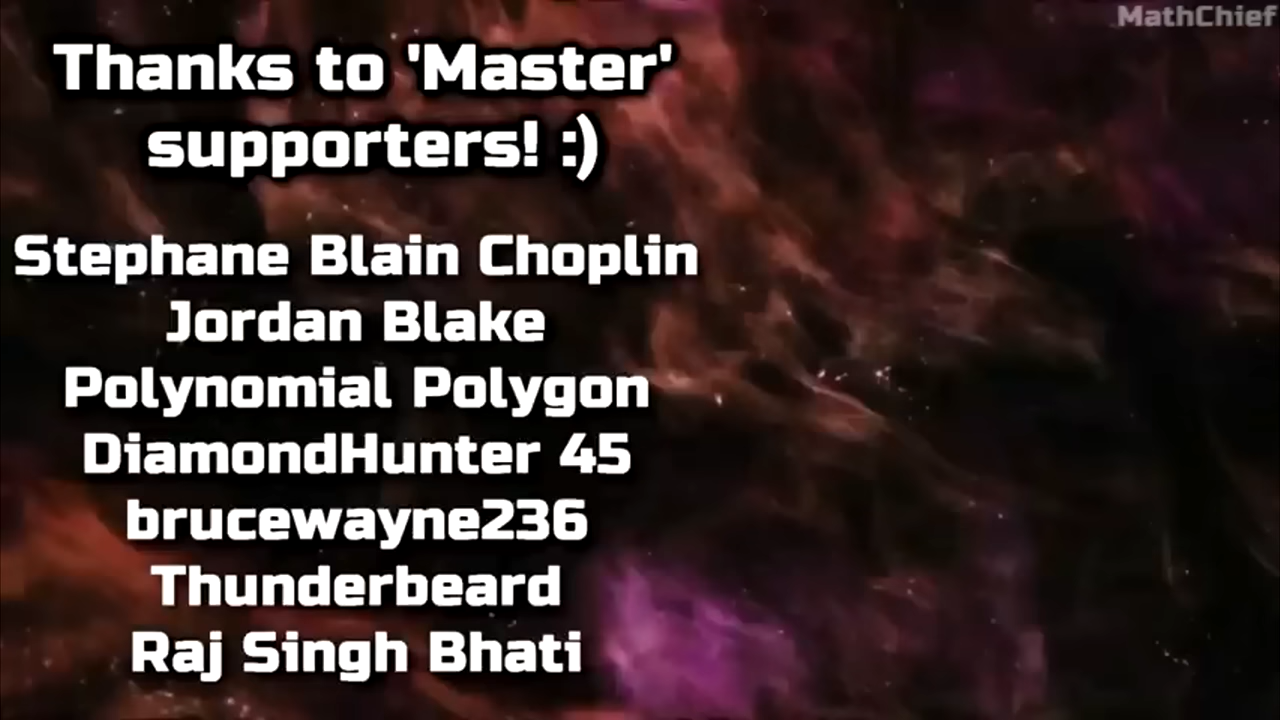 MathChief
Thanks to 'Master'
supporters! :)
Stephane Blain Choplin
Jordan Blake
Polynomial Polygon
DiamondHunter 45
brucewayne236
Thunderbeard
Raj Singh Bhati